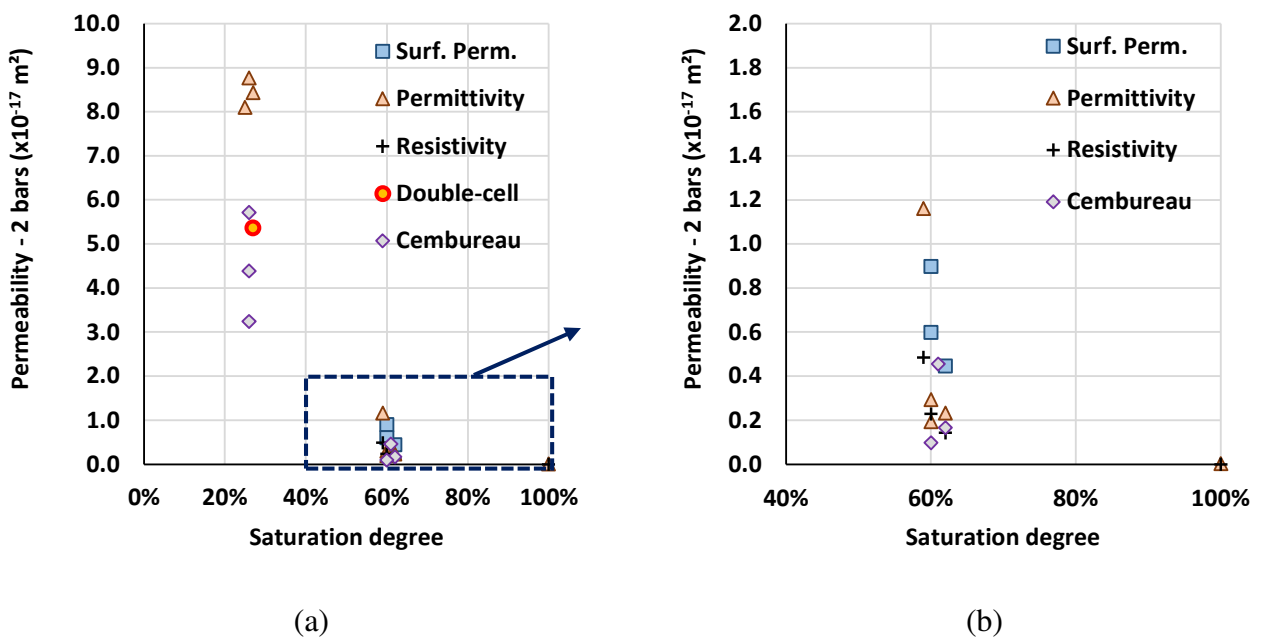 10.0
9.0
8.0
7.0
6.0
5.0
4.0
3.0
2.0
1.0
0.0
0% 20% 40% 60% 80% 100%
Permeability - 2 bars (x10⁻¹⁷ m²)
Saturation degree
Surf. Perm.
Permittivity
Resistivity
Double-cell
Cembureau
(a)
2.0
1.8
1.6
1.4
1.2
1.0
0.8
0.6
0.4
0.2
0.0
40% 60% 80% 100%
Permeability - 2 bars (x10⁻¹⁷ m²)
Saturation degree
Surf. Perm.
Permittivity
Resistivity
Cembureau
(b)